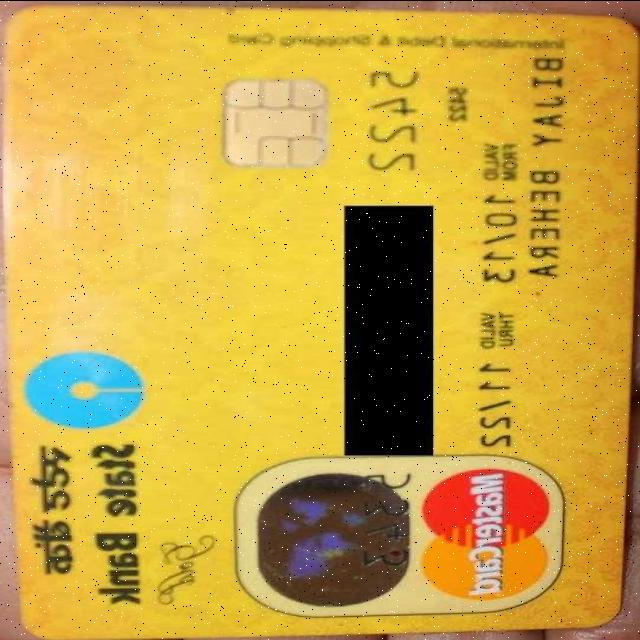 International Debit & Shopping Card
स्टेट बैंक
State Bank
5422
5422
VALID FROM 10/13 VALID THRU 11/22
BIJAY BEHERA
MasterCard